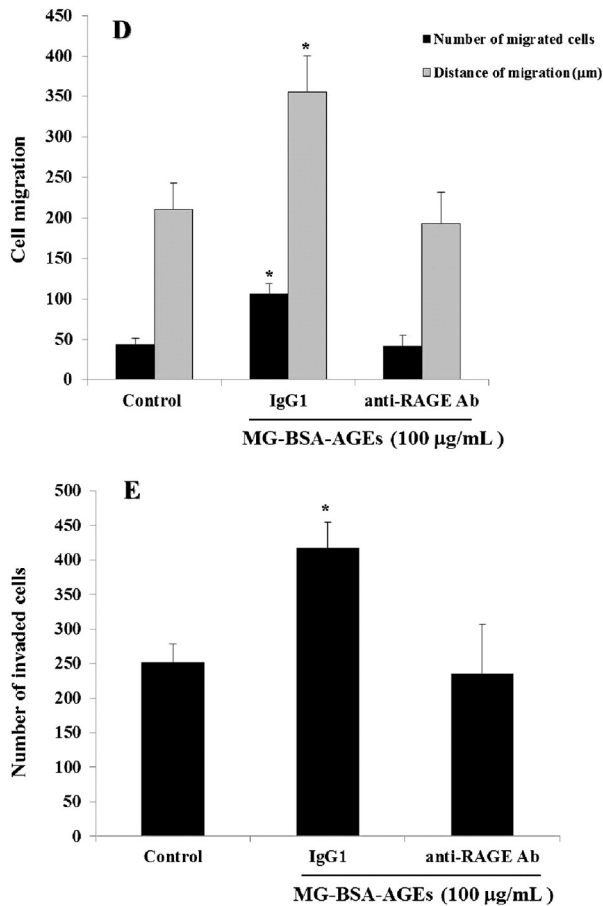 D
Number of migrated cells
Distance of migration (μm)
Cell migration
450
400
350
300
250
200
150
100
50
0
*
*
Control
IgG1
anti-RAGE Ab
MG-BSA-AGEs (100 μg/mL )
E
Number of invaded cells
500
450
400
350
300
250
200
150
100
50
0
*
Control
IgG1
anti-RAGE Ab
MG-BSA-AGEs (100 μg/mL )